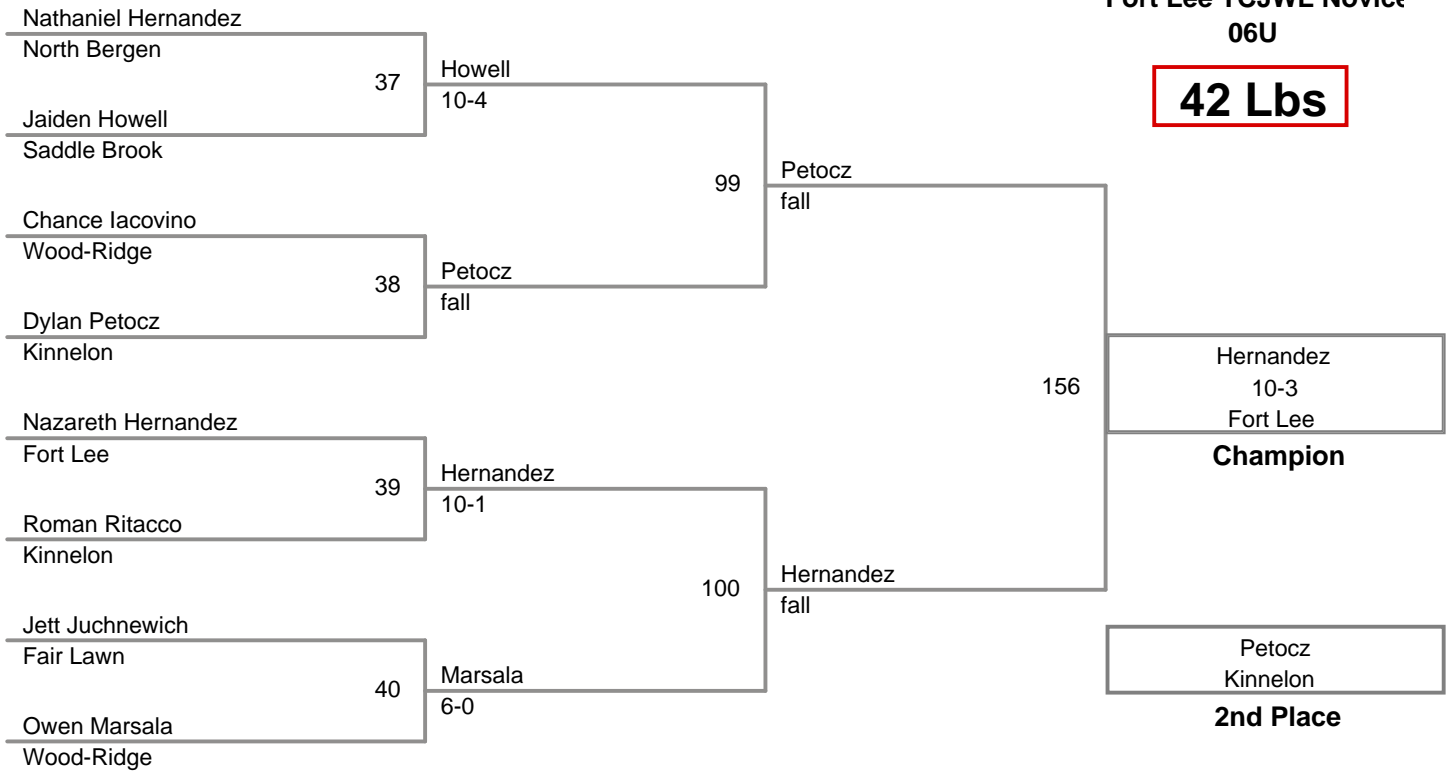 Fort Lee TCJWL Novice
06U
42 Lbs
Nathaniel Hernandez
North Bergen
37
Jaiden Howell
Saddle Brook
Howell
10-4
Chance Iacovino
Wood-Ridge
38
Dylan Petocz
Kinnelon
Petocz
fall
99
Petocz
fall
Nazareth Hernandez
Fort Lee
39
Roman Ritacco
Kinnelon
Hernandez
10-1
Jett Juchnewich
Fair Lawn
40
Owen Marsala
Wood-Ridge
Marsala
6-0
100
Hernandez
fall
156
Hernandez
10-3
Fort Lee
Champion
Petocz
Kinnelon
2nd Place